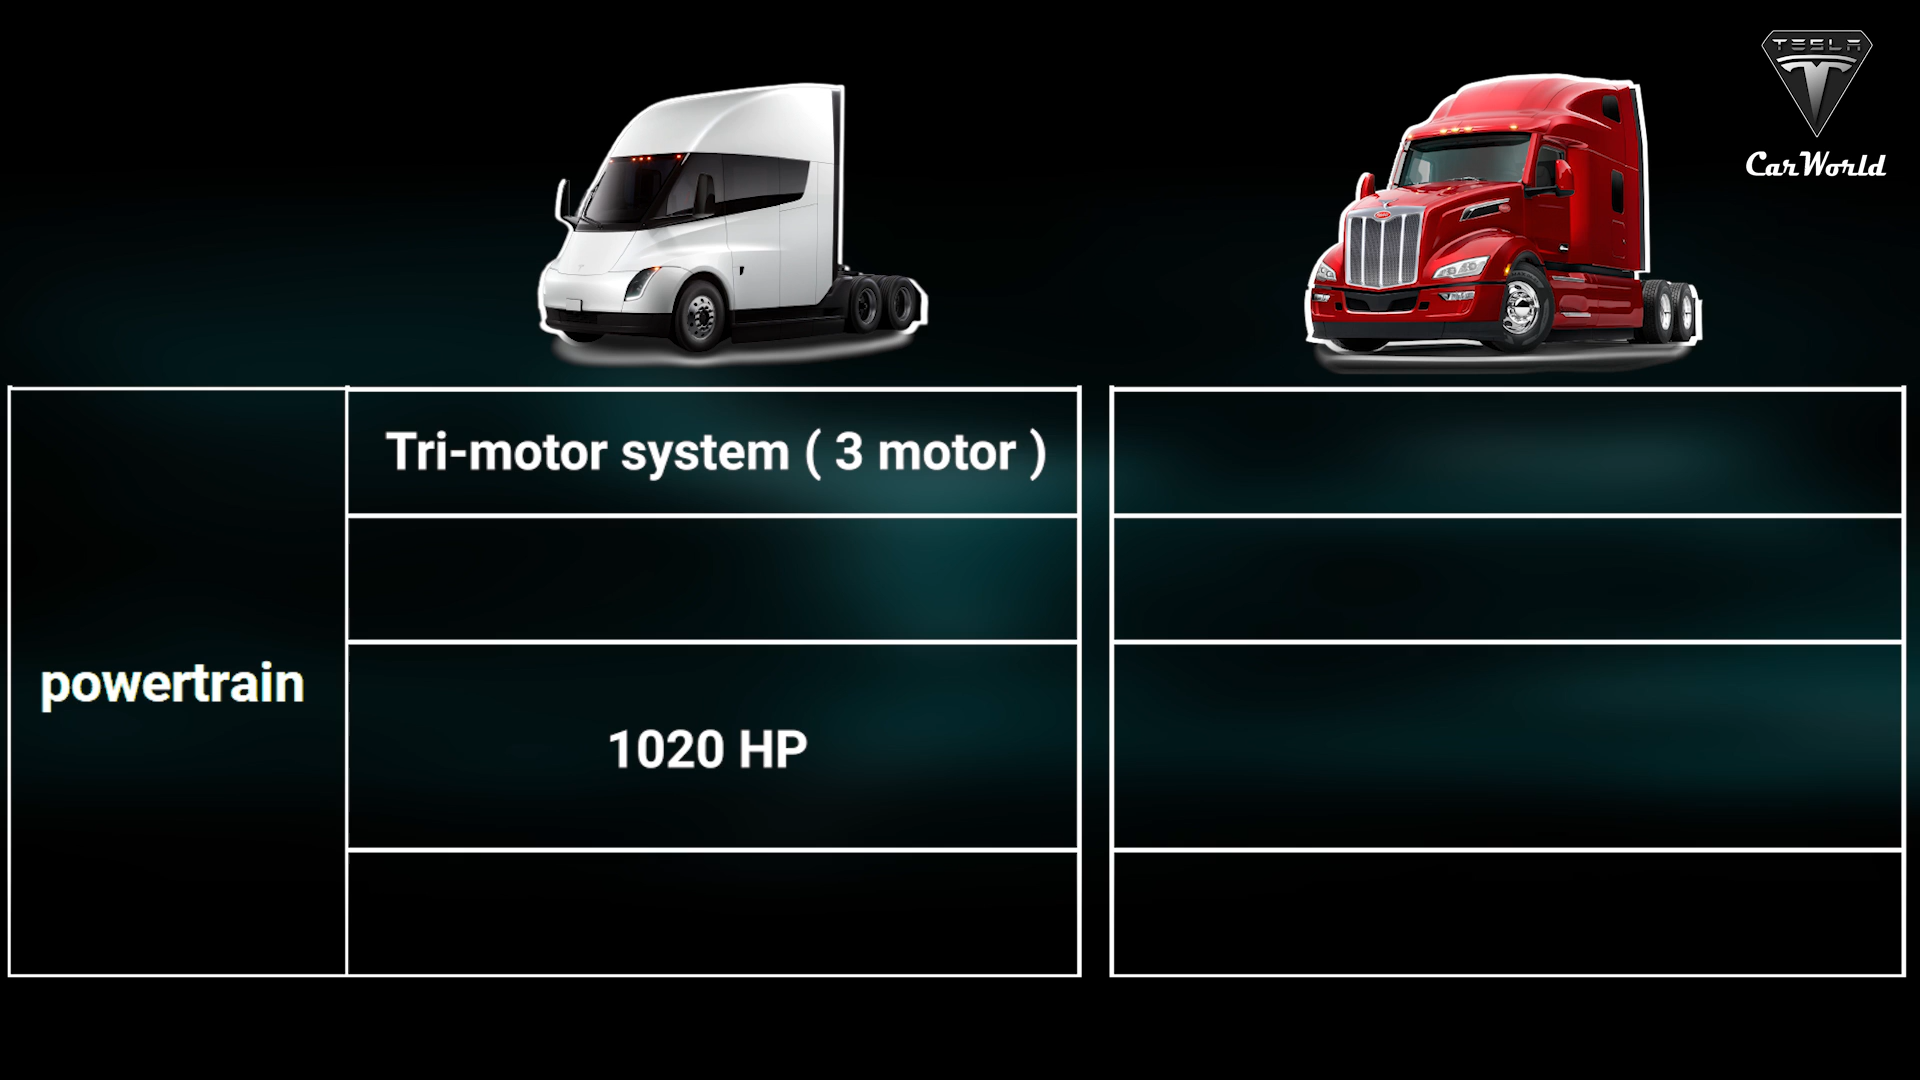 TESLA
CarWorld
Tri-motor system ( 3 motor )
powertrain
1020 HP